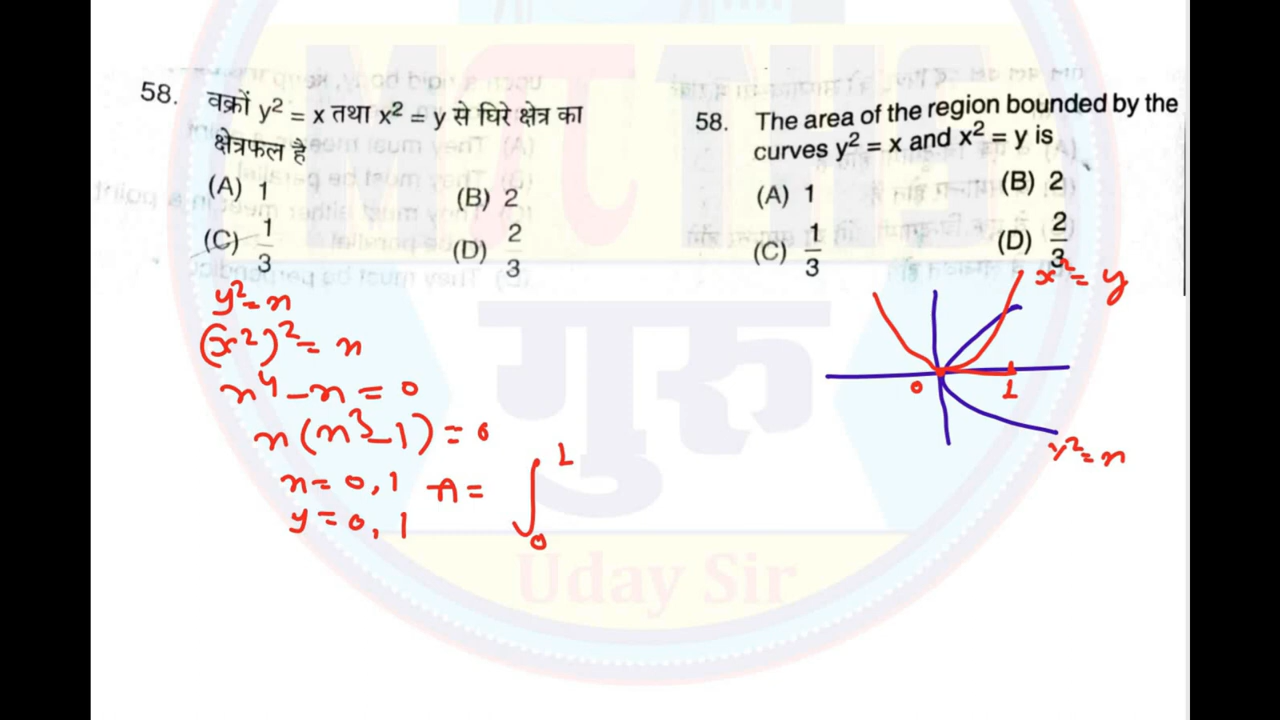 58. वक्रों y² = x तथा x² = y से घिरे क्षेत्र का
क्षेत्रफल है
(A) 1
(B) 2
(C) 1/3
(D) 2/3
58. The area of the region bounded by the
curves y² = x and x² = y is
(A) 1
(B) 2
(C) 1/3
(D) 2/3
y² = x
(x²)² = x
x⁴ - x = 0
x(x³ - 1) = 0
x = 0, 1
y = 0, 1
A = ∫₀¹
x² = y
0
1
y² = x
गुरु
Uday Sir